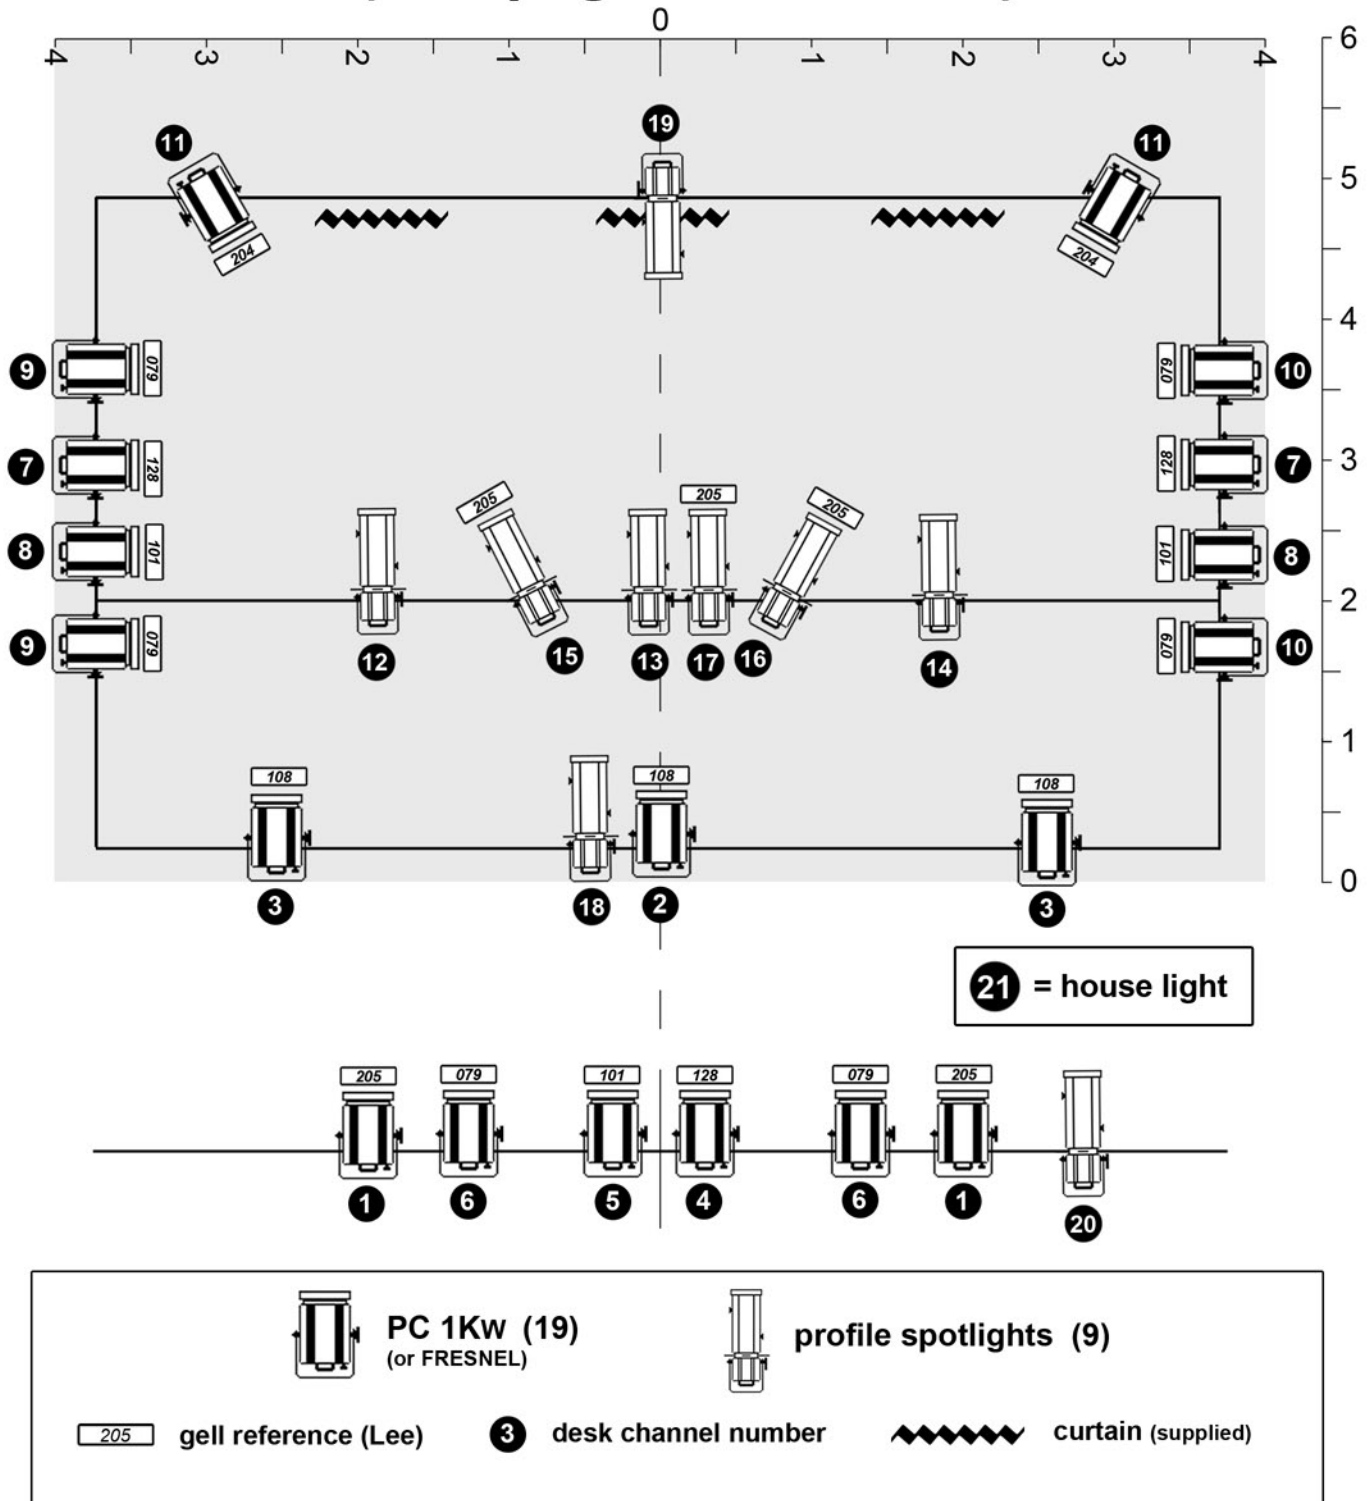 0
4 3 2 1 1 2 3 4
6
19
11 11
5
204 204
4
9 079 079 10
7 128 128 7
3
205 205 205
8 101 101 8
2
9 079 079 10
12 15 13 17 16 14
1
108 108 108
0
3 18 2 3
21 = house light
205 079 101 128 079 205
1 6 5 4 6 1 20
PC 1Kw (19)
(or FRESNEL)
profile spotlights (9)
205 gell reference (Lee)
3 desk channel number
curtain (supplied)